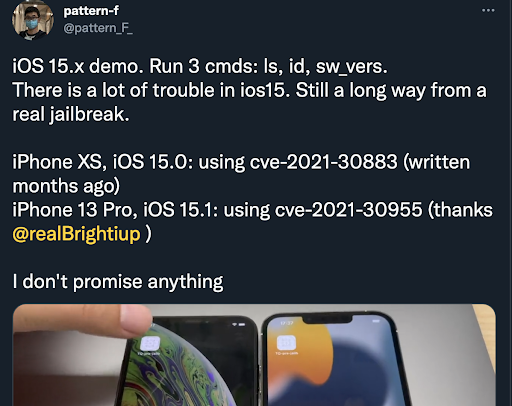 pattern-f
@pattern_F_
iOS 15.x demo. Run 3 cmds: ls, id, sw_vers.
There is a lot of trouble in ios15. Still a long way from a
real jailbreak.
iPhone XS, iOS 15.0: using cve-2021-30883 (written
months ago)
iPhone 13 Pro, iOS 15.1: using cve-2021-30955 (thanks
@realBrightiup )
I don't promise anything